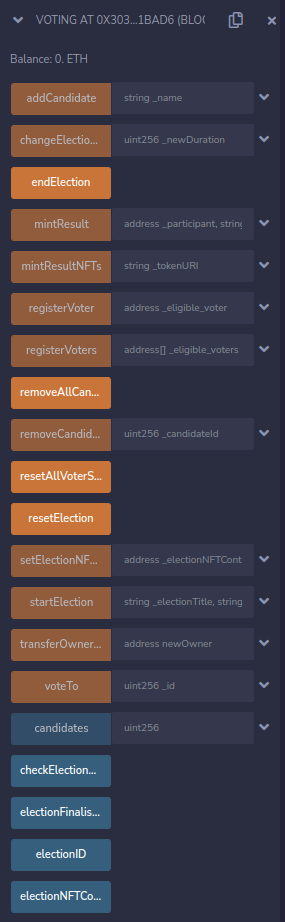 VOTING AT 0X303...1BAD6 (BLOC
Balance: 0. ETH
addCandidate string _name
changeElectio... uint256 _newDuration
endElection
mintResult address _participant, string
mintResultNFTs string _tokenURI
registerVoter address _eligible_voter
registerVoters address[] _eligible_voters
removeAllCan...
removeCandid... uint256 _candidateId
resetAllVoterS...
resetElection
setElectionNF... address _electionNFTCont
startElection string _electionTitle, string
transferOwner... address newOwner
voteTo uint256 _id
candidates uint256
checkElection...
electionFinalis...
electionID
electionNFTCo...